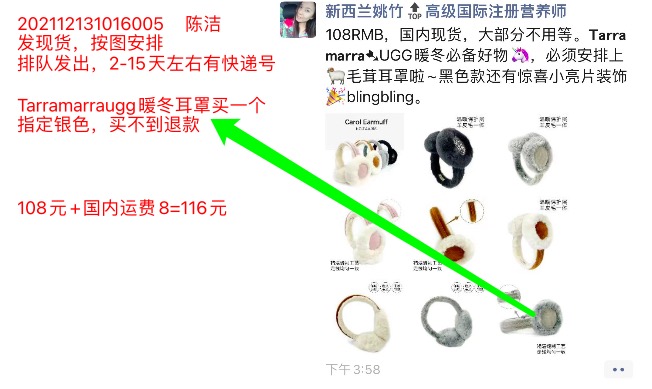 202112131016005 陈洁
发现货，按图安排
排队发出，2-15天左右有快递号
Tarramarraugg暖冬耳罩买一个
指定银色，买不到退款
108元+国内运费8=116元
新西兰姚竹TOP高级国际注册营养师
108RMB，国内现货，大部分不用等。Tarra
marra UGG暖冬必备好物，必须安排上
毛茸耳罩啦~黑色款还有惊喜小亮片装饰
blingbling。
Carol Earmuff
下午3:58